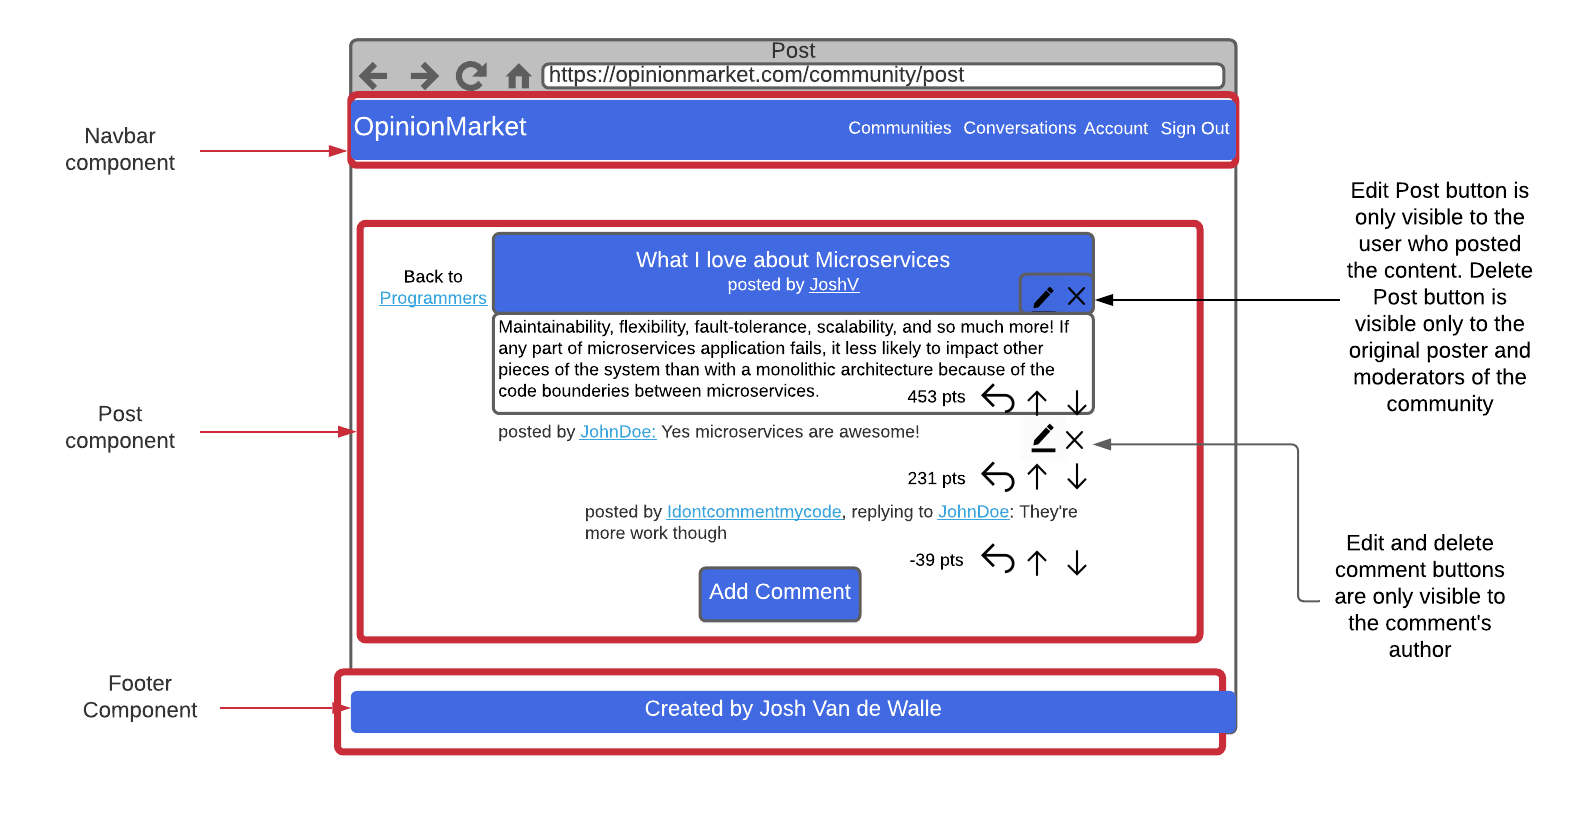 Post
https://opinionmarket.com/community/post
OpinionMarket
Communities Conversations Account Sign Out
Navbar
component
What I love about Microservices
posted by JoshV
Back to
Programmers
Maintainability, flexibility, fault-tolerance, scalability, and so much more! If
any part of microservices application fails, it less likely to impact other
pieces of the system than with a monolithic architecture because of the
code bounderies between microservices.
453 pts
Post
component
posted by JohnDoe: Yes microservices are awesome!
231 pts
posted by Idontcommentmycode, replying to JohnDoe: They're
more work though
-39 pts
Add Comment
Edit Post button is
only visible to the
user who posted
the content. Delete
Post button is
visible only to the
original poster and
moderators of the
community
Edit and delete
comment buttons
are only visible to
the comment's
author
Footer
Component
Created by Josh Van de Walle